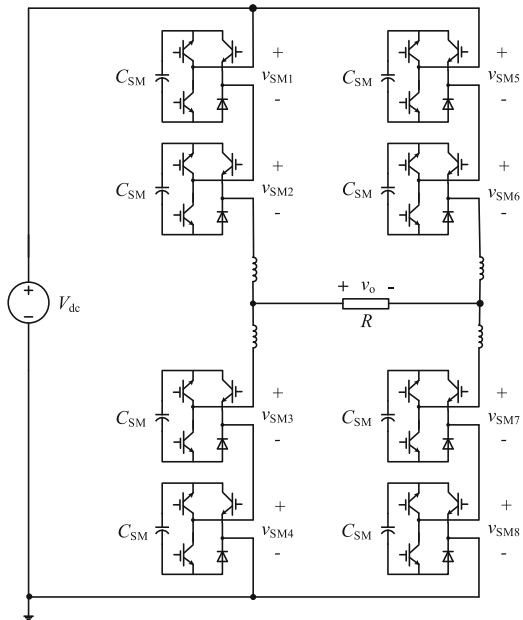 + +
C_SM v_SM1 C_SM v_SM5
- -
+ +
C_SM v_SM2 C_SM v_SM6
- -
+ v_o -
+ V_dc R
−
+ +
C_SM v_SM3 C_SM v_SM7
- -
+ +
C_SM v_SM4 C_SM v_SM8
- -